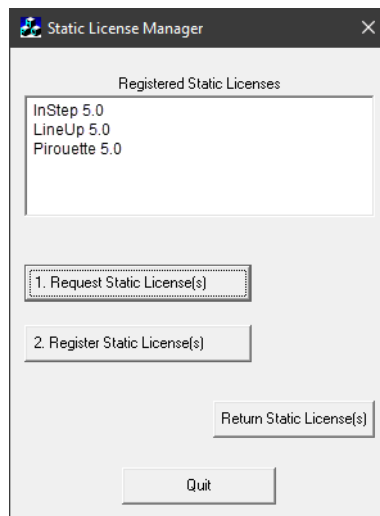 Static License Manager
Registered Static Licenses
InStep 5.0
LineUp 5.0
Pirouette 5.0
1. Request Static License(s)
2. Register Static License(s)
Return Static License(s)
Quit